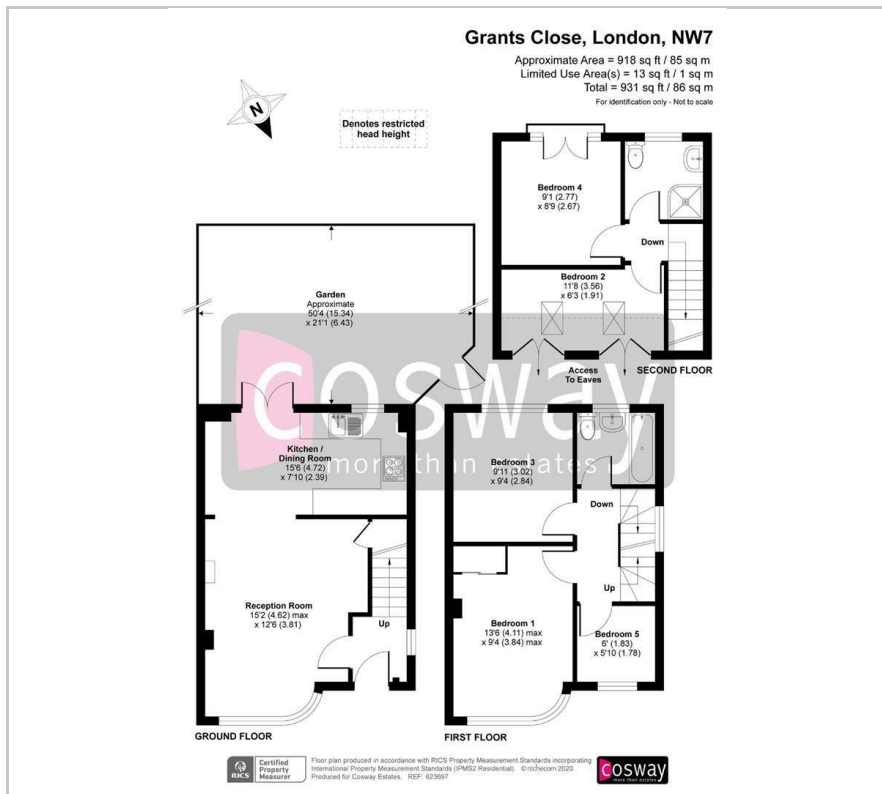 Grants Close, London, NW7
Approximate Area = 918 sq ft / 85 sq m
Limited Use Area(s) = 13 sq ft / 1 sq m
Total = 931 sq ft / 86 sq m
For identification only - Not to scale
N
Denotes restricted
head height
Bedroom 4
9'1 (2.77)
x 8'9 (2.67)
Down
Bedroom 2
11'8 (3.56)
x 6'3 (1.91)
Access
To Eaves
SECOND FLOOR
Garden
Approximate
50'4 (15.34)
x 21'1 (6.43)
cosway
more than estates
Kitchen /
Dining Room
15'6 (4.72)
x 7'10 (2.39)
Reception Room
15'2 (4.62) max
x 12'6 (3.81)
Up
GROUND FLOOR
Bedroom 3
9'11 (3.02)
x 9'4 (2.84)
Down
Up
Bedroom 1
13'6 (4.11) max
x 9'4 (3.84) max
Bedroom 5
6' (1.83)
x 5'10 (1.78)
FIRST FLOOR
RICS
Certified
Property
Measurer
Floor plan produced in accordance with RICS Property Measurement Standards incorporating
International Property Measurement Standards (IPMS2 Residential). © nichecom 2020.
Produced for Cosway Estates. REF: 623697
cosway
more than estates